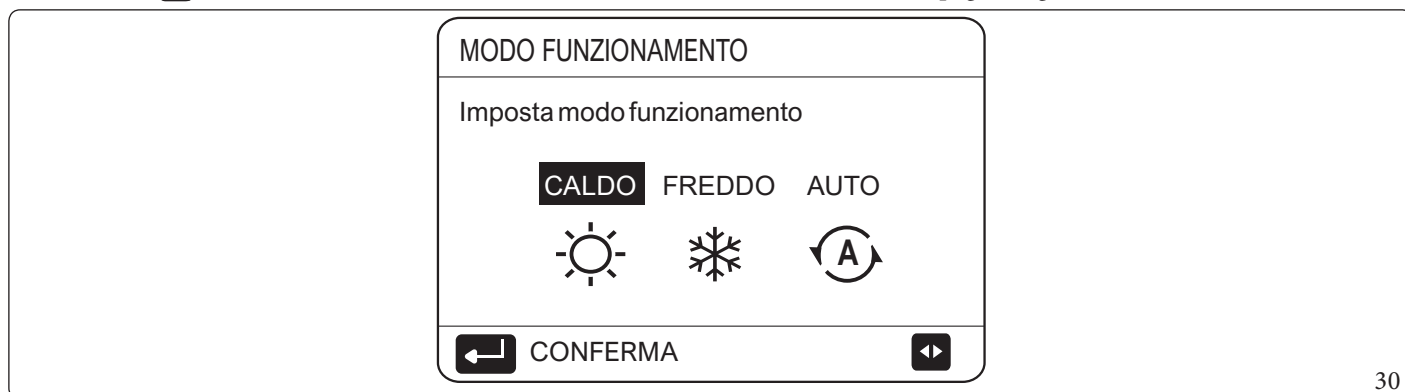 MODO FUNZIONAMENTO
Imposta modo funzionamento
CALDO FREDDO AUTO
A
CONFERMA
30